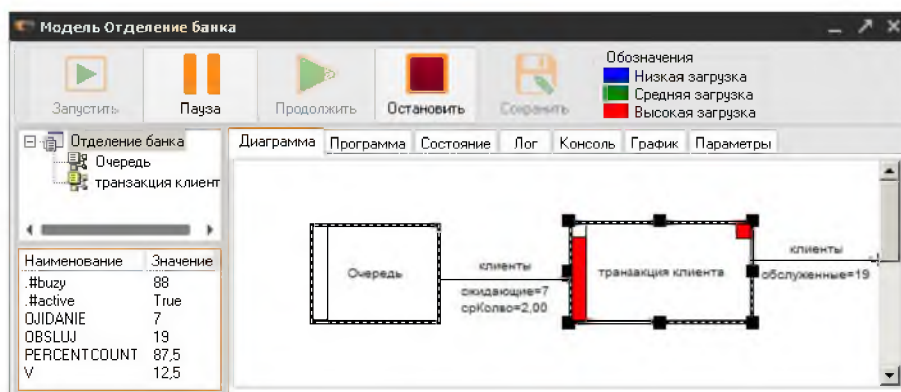 Модель Отделение банка
Обозначения
Низкая загрузка
Средняя загрузка
Высокая загрузка
Запустить Пауза Продолжить Остановить Сохранить
Отделение банка
Очередь
транзакция клиент
Диаграмма Программа Состояние Лог Консоль График Параметры
Наименование Значение
.#buzy 88
.#active True
OJIDANIE 7
OBSLUJ 19
PERCENTCOUNT 87,5
V 12,5
Очередь
клиенты
ожидающие=7
срКолво=2,00
транзакция клиента
клиенты
обслуженные=19